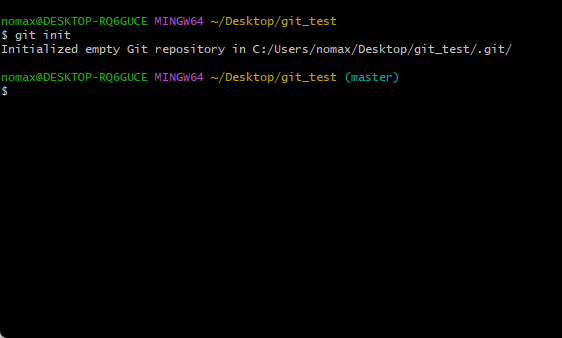 nomax@DESKTOP-RQ6GUCE MINGW64 ~/Desktop/git_test
$ git init
Initialized empty Git repository in C:/Users/nomax/Desktop/git_test/.git/
nomax@DESKTOP-RQ6GUCE MINGW64 ~/Desktop/git_test (master)
$